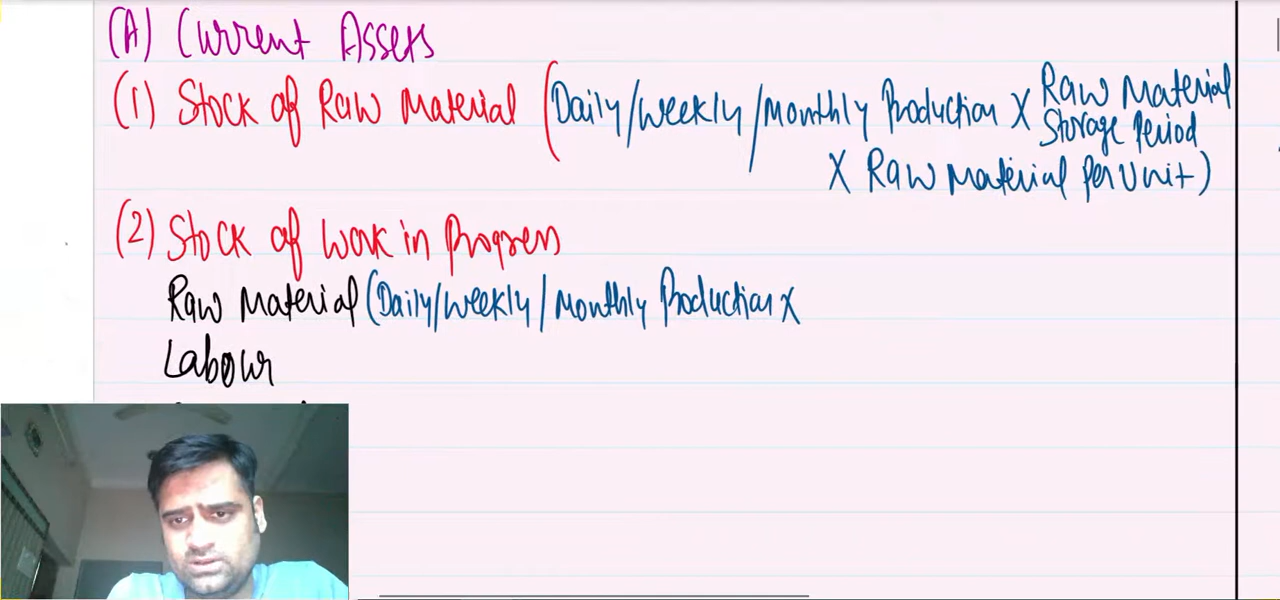 (A) Current Assets
(1) Stock of Raw Material (Daily/Weekly/Monthly Production X Raw Material Storage Period
X Raw Material Per Unit)
(2) Stock of Work in Progress
Raw Material (Daily/Weekly/Monthly Production X
Labour